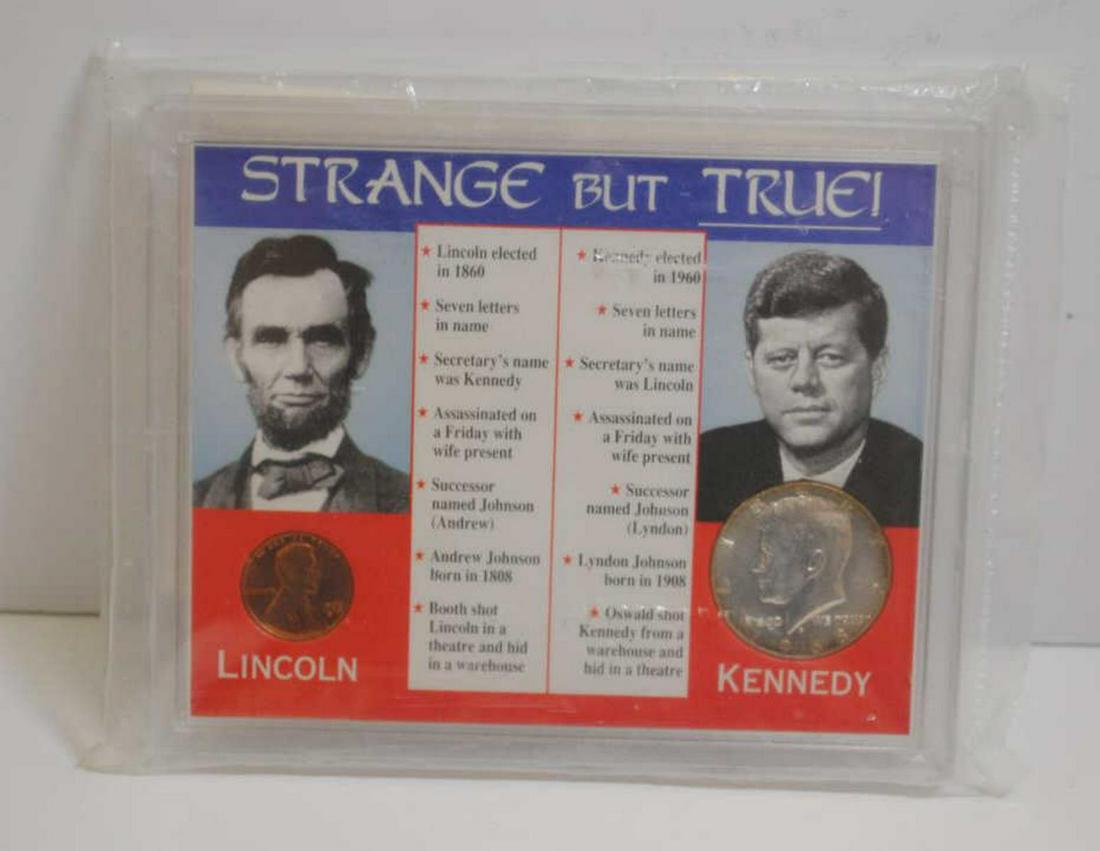 STRANGE BUT TRUE!
★ Lincoln elected
in 1860
★ Seven letters
in name
★ Secretary's name
was Kennedy
★ Assassinated on
a Friday with
wife present
★ Successor
named Johnson
(Andrew)
★ Andrew Johnson
born in 1808
★ Booth shot
Lincoln in a
theatre and hid
in a warehouse
★ Kennedy elected
in 1960
★ Seven letters
in name
★ Secretary's name
was Lincoln
★ Assassinated on
a Friday with
wife present
★ Successor
named Johnson
(Lyndon)
★ Lyndon Johnson
born in 1908
★ Oswald shot
Kennedy from a
warehouse and
hid in a theatre
LINCOLN
KENNEDY